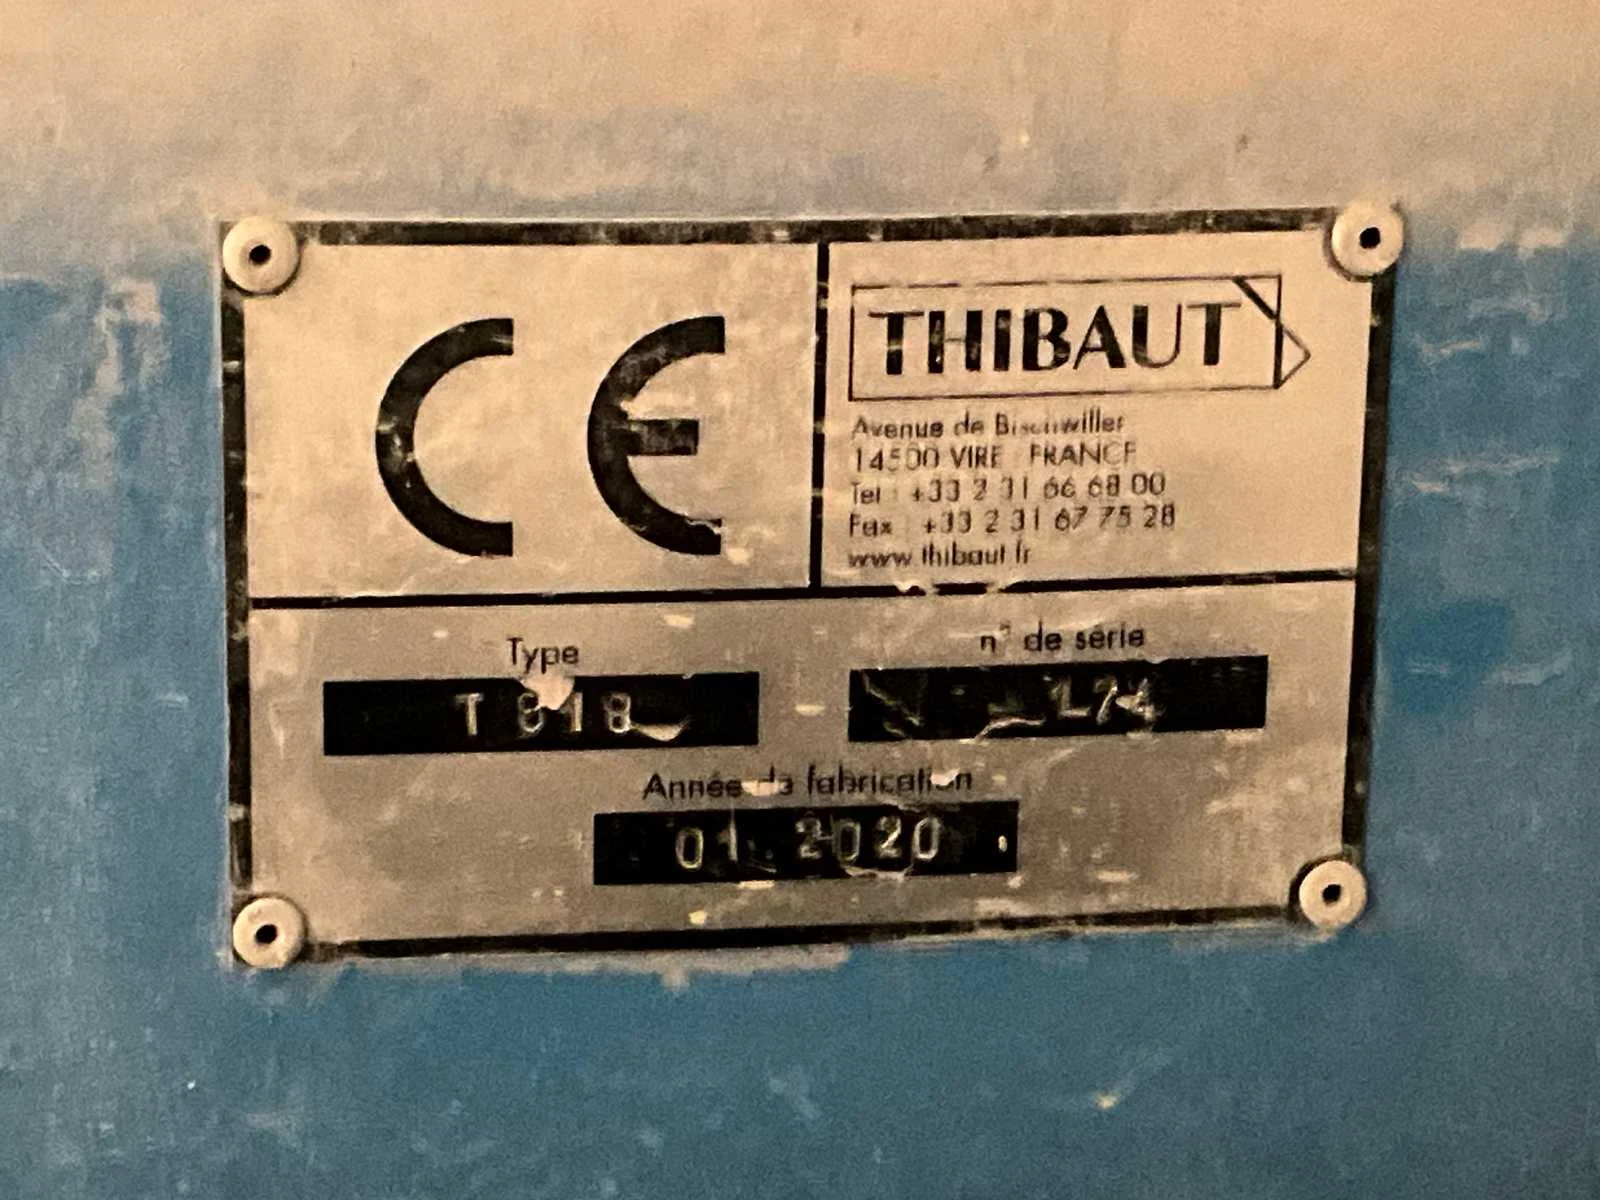 CE
THIBAUT
Avenue de Bischwiller
14500 VIRE FRANCE
Tel : +33 2 31 66 68 00
Fax : +33 2 31 67 75 28
www.thibaut.fr
Type
n° de série
T 818
Année de fabrication
01 2020